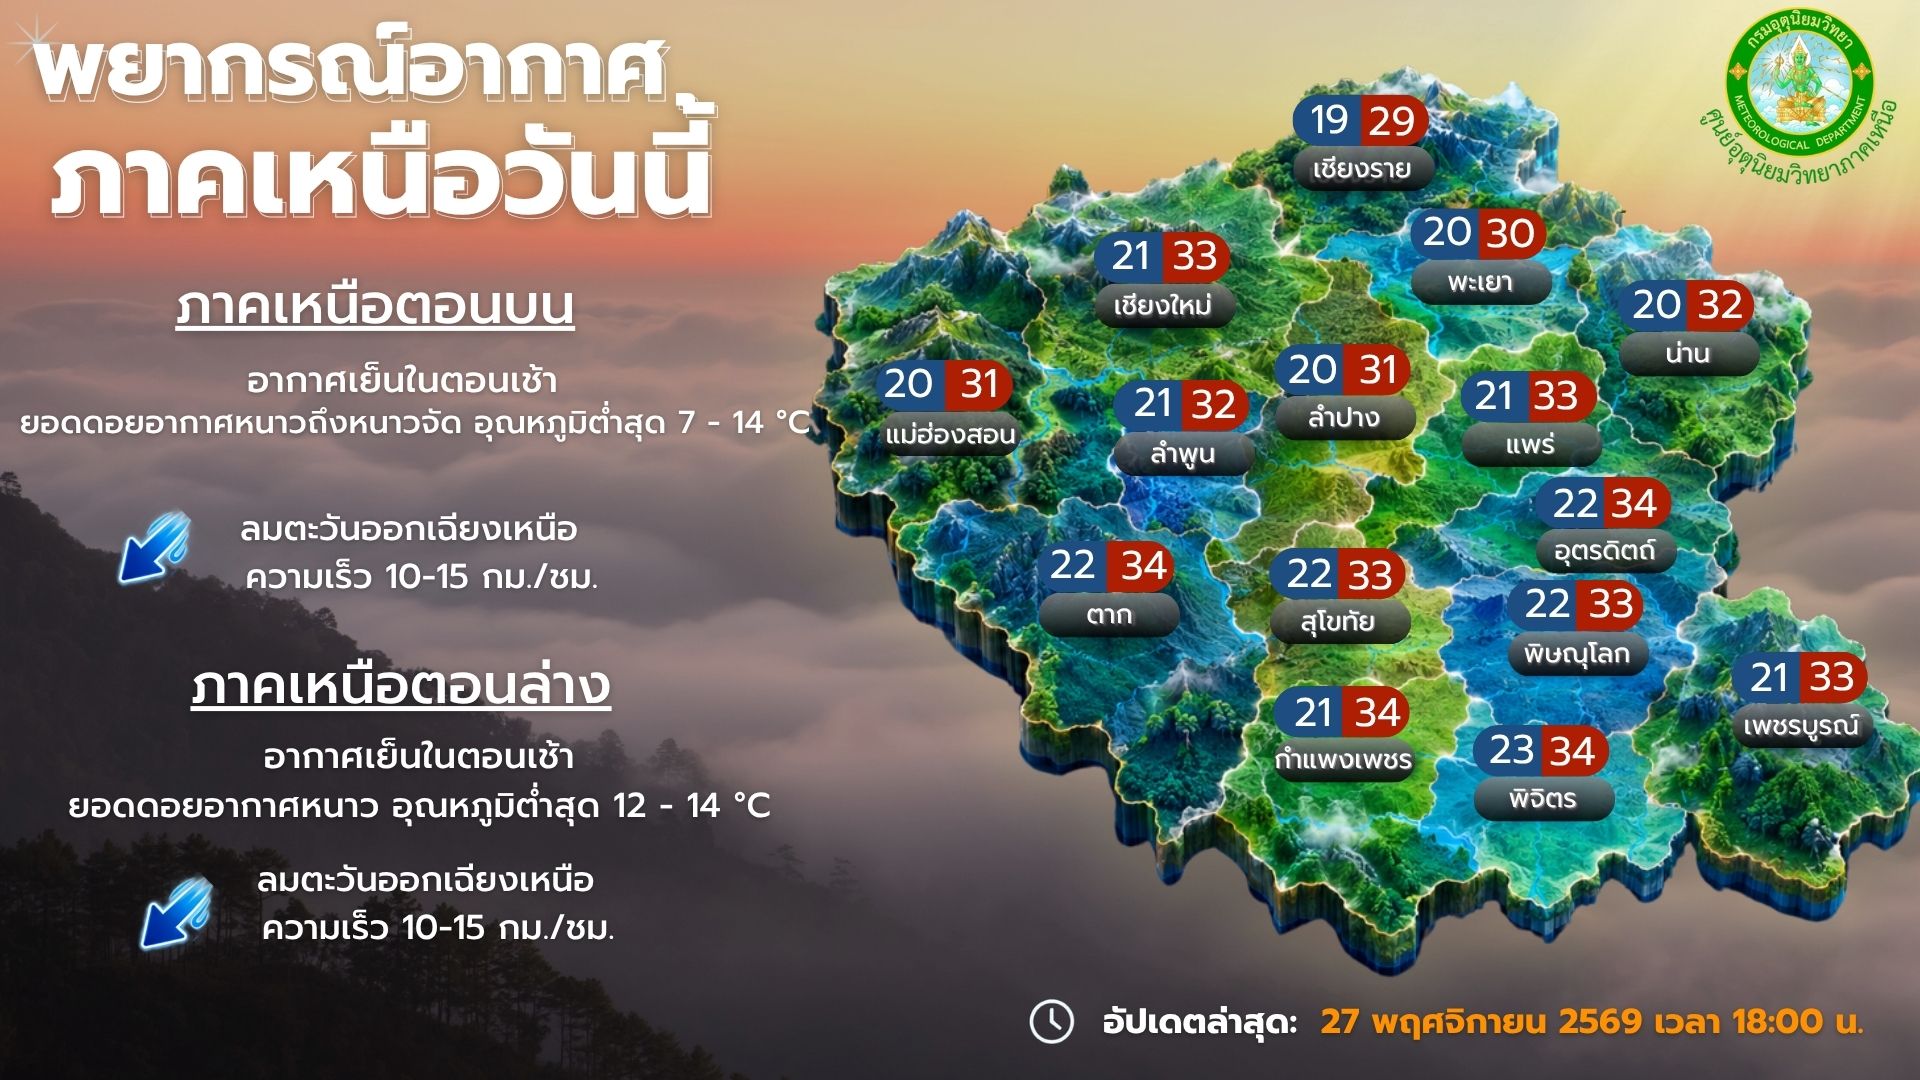 พยากรณ์อากาศ
ภาคเหนือวันนี้
ภาคเหนือตอนบน
อากาศเย็นในตอนเช้า
ยอดดอยอากาศหนาวถึงหนาวจัด อุณหภูมิต่ำสุด 7 - 14 °C
ลมตะวันออกเฉียงเหนือ
ความเร็ว 10-15 กม./ชม.
ภาคเหนือตอนล่าง
อากาศเย็นในตอนเช้า
ยอดดอยอากาศหนาว อุณหภูมิต่ำสุด 12 - 14 °C
ลมตะวันออกเฉียงเหนือ
ความเร็ว 10-15 กม./ชม.
กรมอุตุนิยมวิทยา
METEOROLOGICAL DEPARTMENT
ศูนย์อุตุนิยมวิทยาภาคเหนือ
19 29
เชียงราย
20 30
พะเยา
21 33
เชียงใหม่
20 32
น่าน
20 31
แม่ฮ่องสอน
21 32
ลำพูน
20 31
ลำปาง
21 33
แพร่
22 34
อุตรดิตถ์
22 34
ตาก
22 33
สุโขทัย
22 33
พิษณุโลก
21 33
เพชรบูรณ์
21 34
กำแพงเพชร
23 34
พิจิตร
อัปเดตล่าสุด: 27 พฤศจิกายน 2569 เวลา 18:00 น.